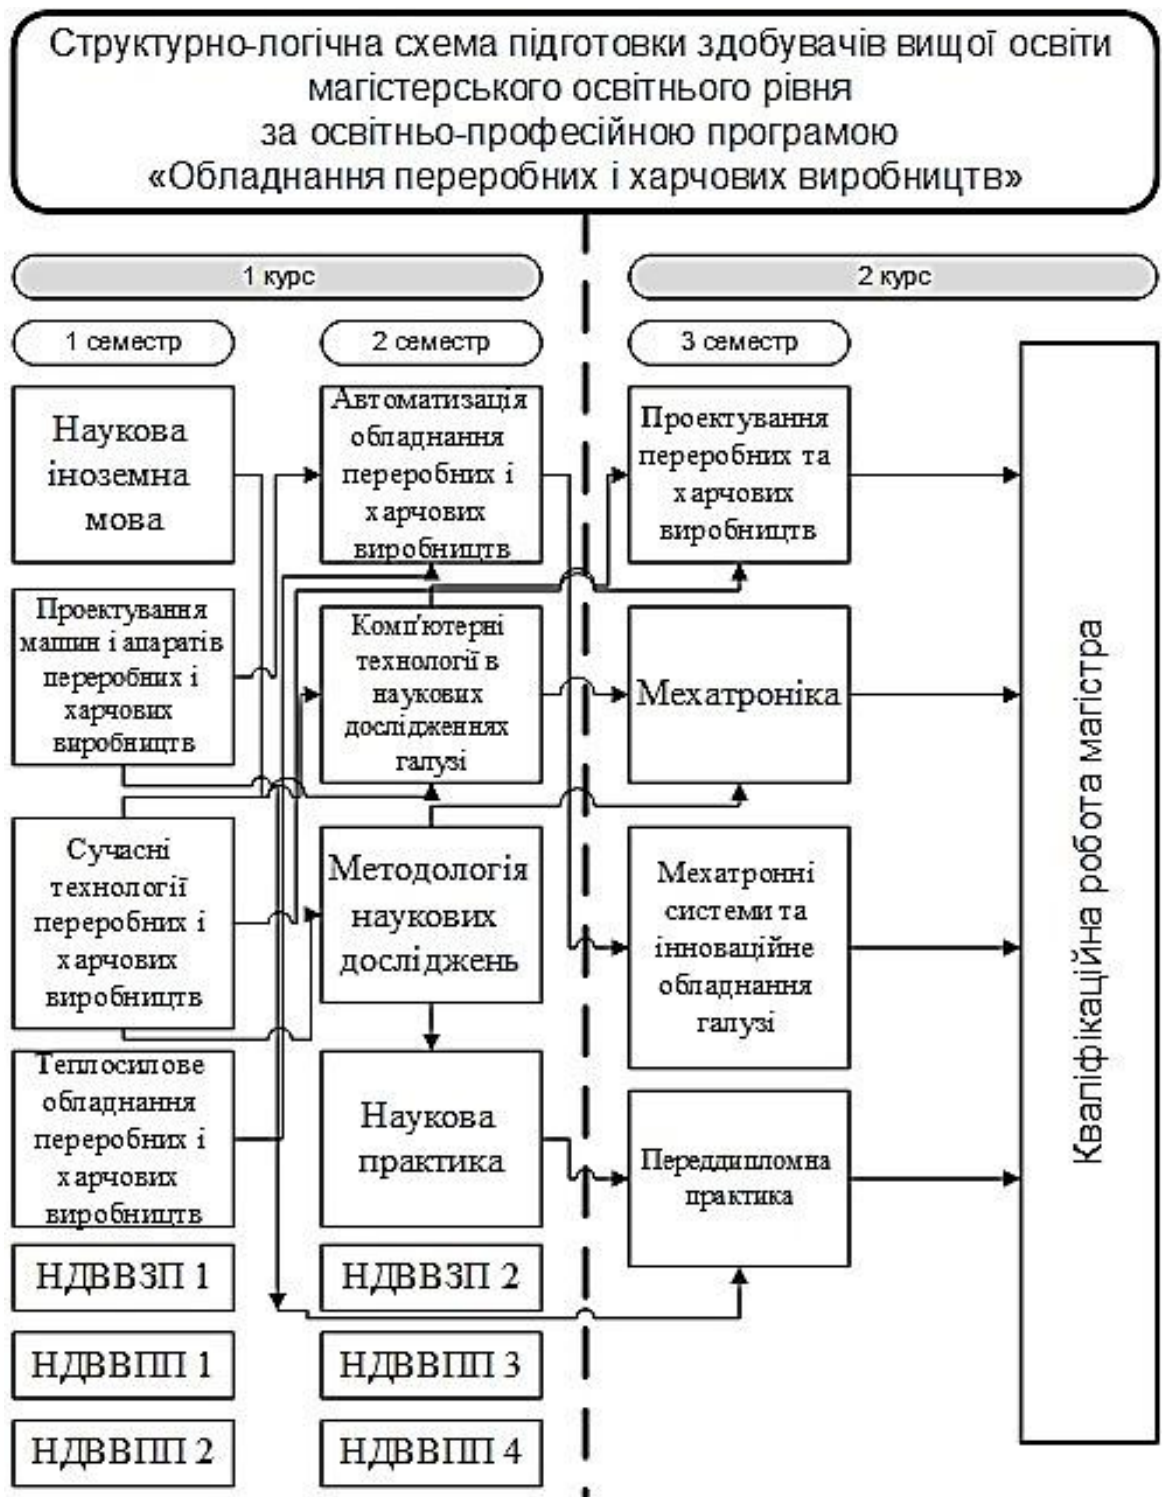 Структурно-логічна схема підготовки здобувачів вищої освіти
магістерського освітнього рівня
за освітньо-професійною програмою
«Обладнання переробних і харчових виробництв»
1 курс
2 курс
1 семестр
2 семестр
3 семестр
Наукова
іноземна
мова
Проектування
машин і апаратів
переробних і
харчових
виробництв
Сучасні
технології
переробних і
харчових
виробництв
Теплосилове
обладнання
переробних і
харчових
виробництв
НДВВЗП 1
НДВВПП 1
НДВВПП 2
Автоматизація
обладнання
переробних і
харчових
виробництв
Комп'ютерні
технології в
наукових
дослідженнях
галузі
Методологія
наукових
досліджень
Наукова
практика
НДВВЗП 2
НДВВПП 3
НДВВПП 4
Проектування
переробних та
харчових
виробництв
Мехатроніка
Мехатронні
системи та
інноваційне
обладнання
галузі
Переддипломна
практика
Кваліфікаційна робота магістра